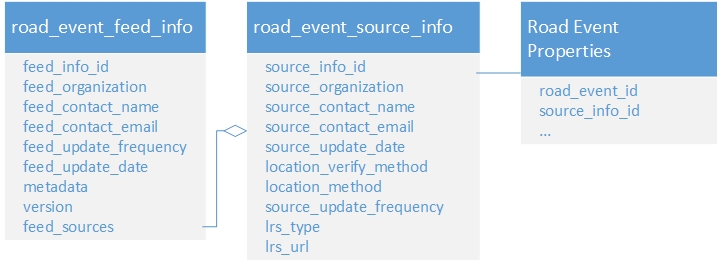 road_event_feed_info
feed_info_id
feed_organization
feed_contact_name
feed_contact_email
feed_update_frequency
feed_update_date
metadata
version
feed_sources
road_event_source_info
source_info_id
source_organization
source_contact_name
source_contact_email
source_update_date
location_verify_method
location_method
source_update_frequency
lrs_type
lrs_url
Road Event
Properties
road_event_id
source_info_id
...